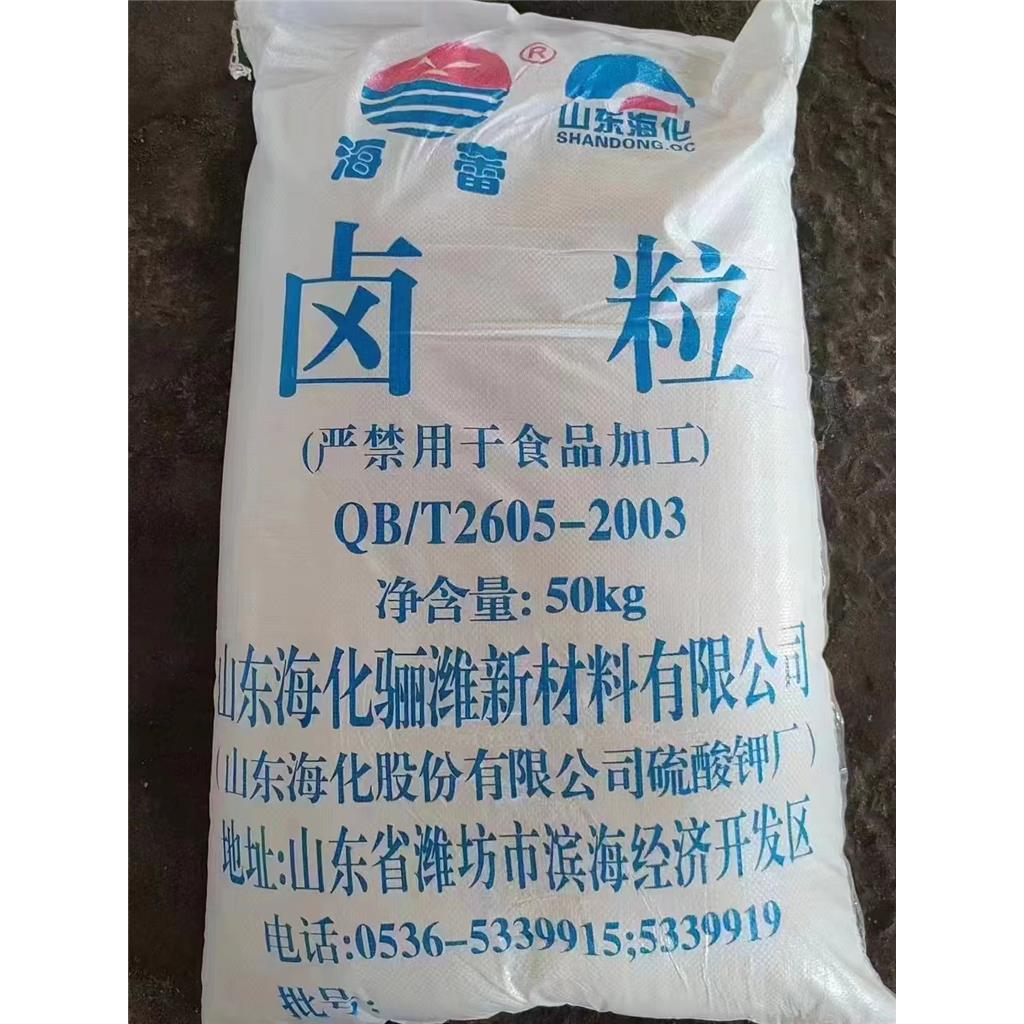 ®
山东海化
SHANDONG.OC
海 蕾
卤 粒
(严禁用于食品加工)
QB/T2605-2003
净含量: 50kg
山东海化骊潍新材料有限公司
(山东海化股份有限公司硫酸钾厂)
地址:山东省潍坊市滨海经济开发区
电话:0536-5339915;5339919
批号: